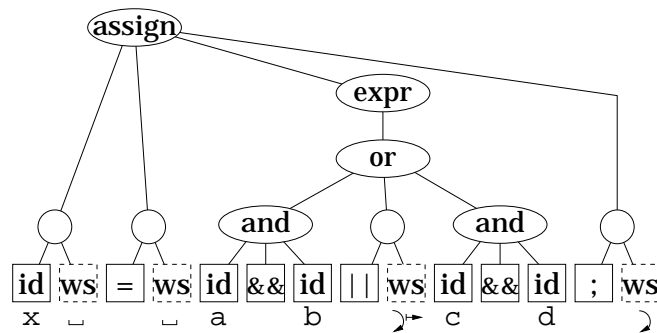 assign
expr
or
and and
id ws = ws id && id || ws id && id ; ws
x ␣ ␣ a b c d